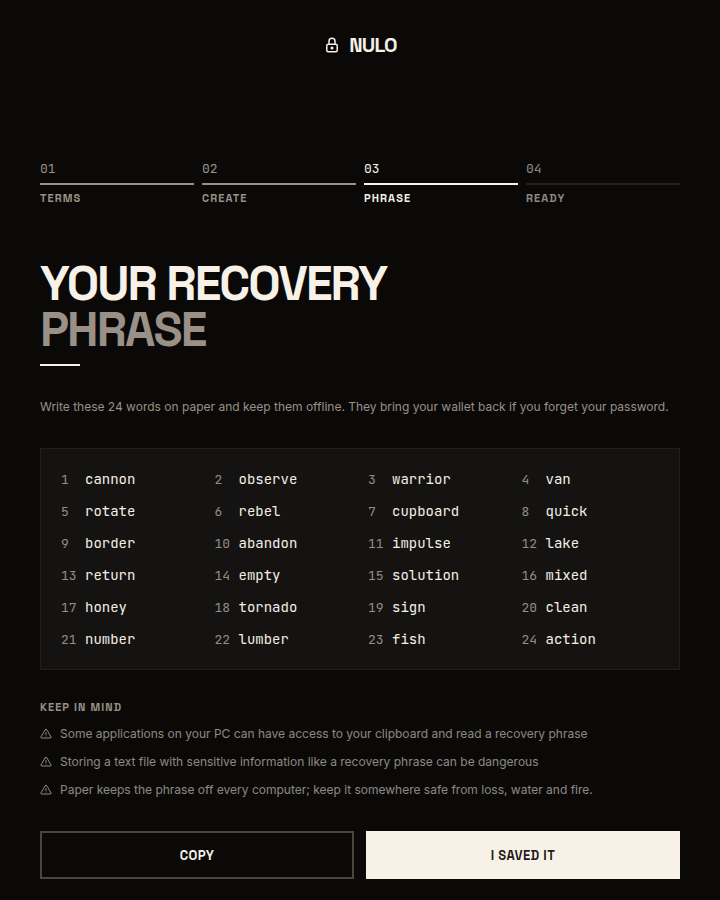 NULO
01 02 03 04
TERMS CREATE PHRASE READY
YOUR RECOVERY
PHRASE
Write these 24 words on paper and keep them offline. They bring your wallet back if you forget your password.
1 cannon 2 observe 3 warrior 4 van
5 rotate 6 rebel 7 cupboard 8 quick
9 border 10 abandon 11 impulse 12 lake
13 return 14 empty 15 solution 16 mixed
17 honey 18 tornado 19 sign 20 clean
21 number 22 lumber 23 fish 24 action
KEEP IN MIND
Some applications on your PC can have access to your clipboard and read a recovery phrase
Storing a text file with sensitive information like a recovery phrase can be dangerous
Paper keeps the phrase off every computer; keep it somewhere safe from loss, water and fire.
COPY I SAVED IT